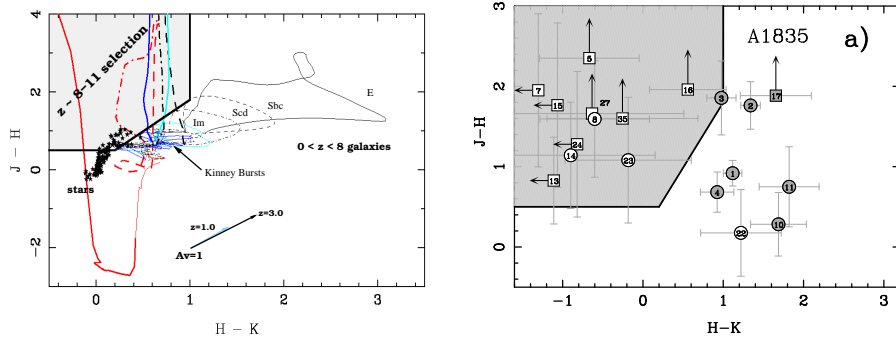 4
2
0
−2
0
1
2
3
J − H
H − K
z ~ 8−11 selection
stars
Im
Scd
Sbc
E
0 < z < 8 galaxies
Kinney Bursts
z=1.0
z=3.0
Av=1
3
2
1
0
−1
0
1
2
3
J−H
H−K
A1835
a)
5
7
15
27
8
35
16
3
2
17
24
14
23
13
1
4
11
22
10